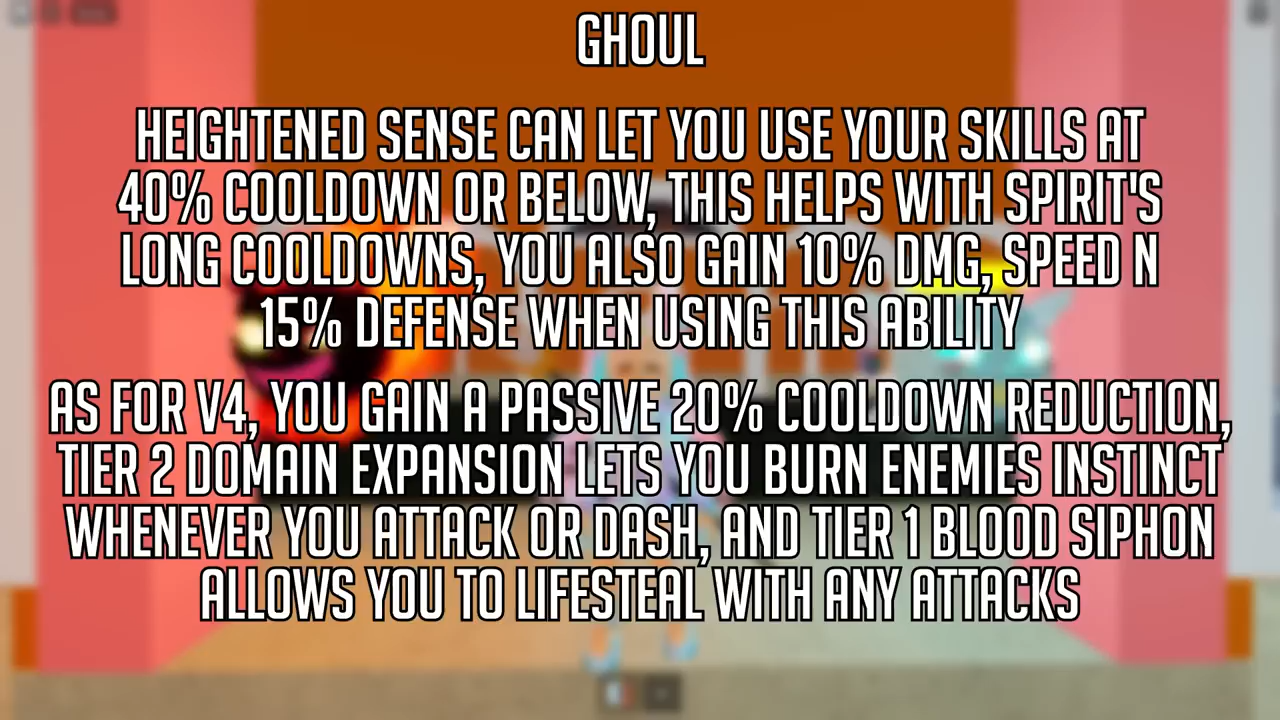 GHOUL
HEIGHTENED SENSE CAN LET YOU USE YOUR SKILLS AT
40% COOLDOWN OR BELOW, THIS HELPS WITH SPIRIT'S
LONG COOLDOWNS, YOU ALSO GAIN 10% DMG, SPEED N
15% DEFENSE WHEN USING THIS ABILITY
AS FOR V4, YOU GAIN A PASSIVE 20% COOLDOWN REDUCTION,
TIER 2 DOMAIN EXPANSION LETS YOU BURN ENEMIES INSTINCT
WHENEVER YOU ATTACK OR DASH, AND TIER 1 BLOOD SIPHON
ALLOWS YOU TO LIFESTEAL WITH ANY ATTACKS